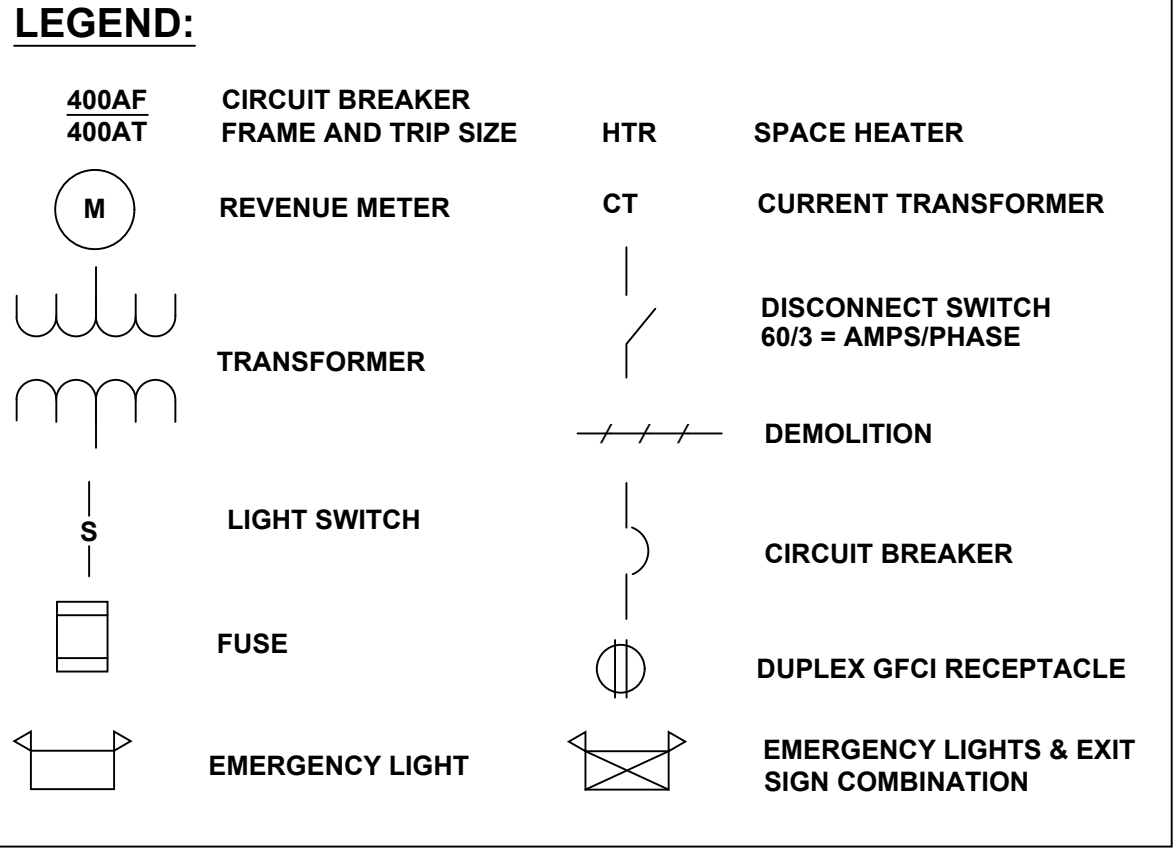 LEGEND:
400AF CIRCUIT BREAKER
400AT FRAME AND TRIP SIZE
M REVENUE METER
TRANSFORMER
S LIGHT SWITCH
FUSE
EMERGENCY LIGHT
HTR SPACE HEATER
CT CURRENT TRANSFORMER
DISCONNECT SWITCH
60/3 = AMPS/PHASE
DEMOLITION
CIRCUIT BREAKER
DUPLEX GFCI RECEPTACLE
EMERGENCY LIGHTS & EXIT
SIGN COMBINATION